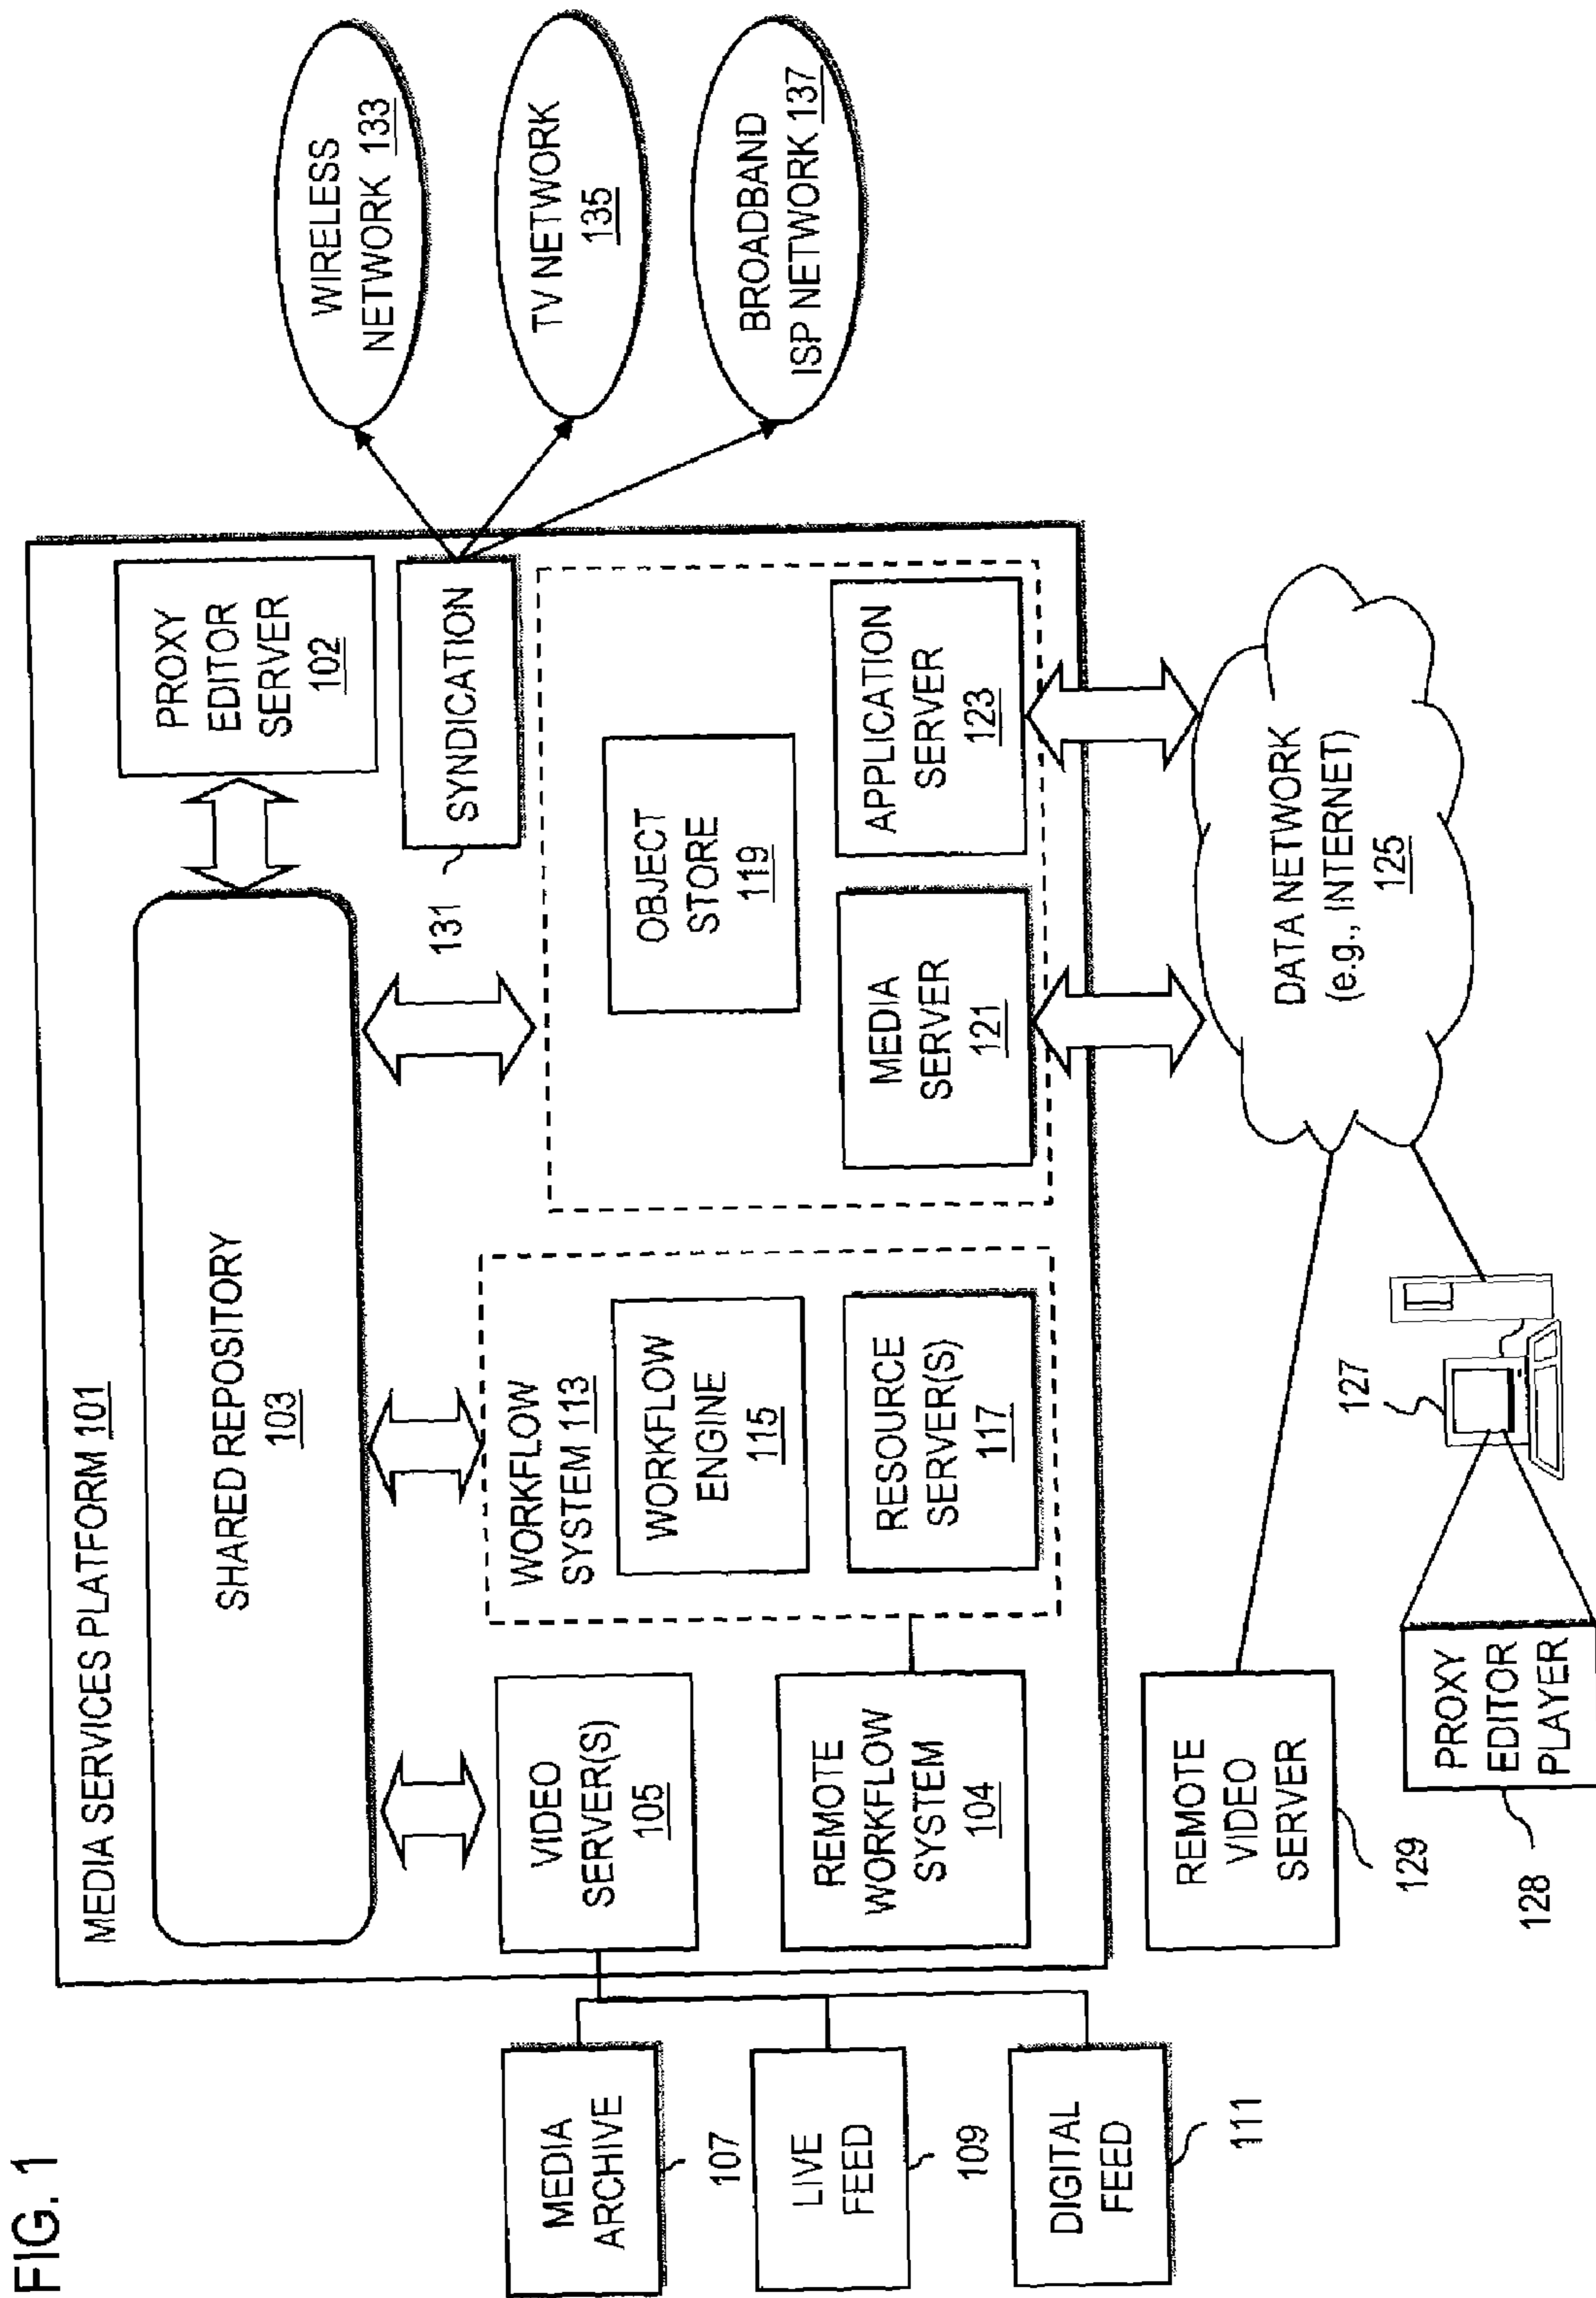 FIG. 1
MEDIA SERVICES PLATFORM 101
SHARED REPOSITORY
103
PROXY
EDITOR
SERVER
102
SYNDICATION
131
WIRELESS
NETWORK 133
TV NETWORK
135
BROADBAND
ISP NETWORK 137
MEDIA
ARCHIVE
107
LIVE
FEED
109
DIGITAL
FEED
111
VIDEO
SERVER(S)
105
REMOTE
WORKFLOW
SYSTEM
104
WORKFLOW
SYSTEM 113
WORKFLOW
ENGINE
115
RESOURCE
SERVER(S)
117
OBJECT
STORE
119
MEDIA
SERVER
121
APPLICATION
SERVER
123
DATA NETWORK
(e.g., INTERNET)
125
REMOTE
VIDEO
SERVER
129
127
PROXY
EDITOR
PLAYER
128